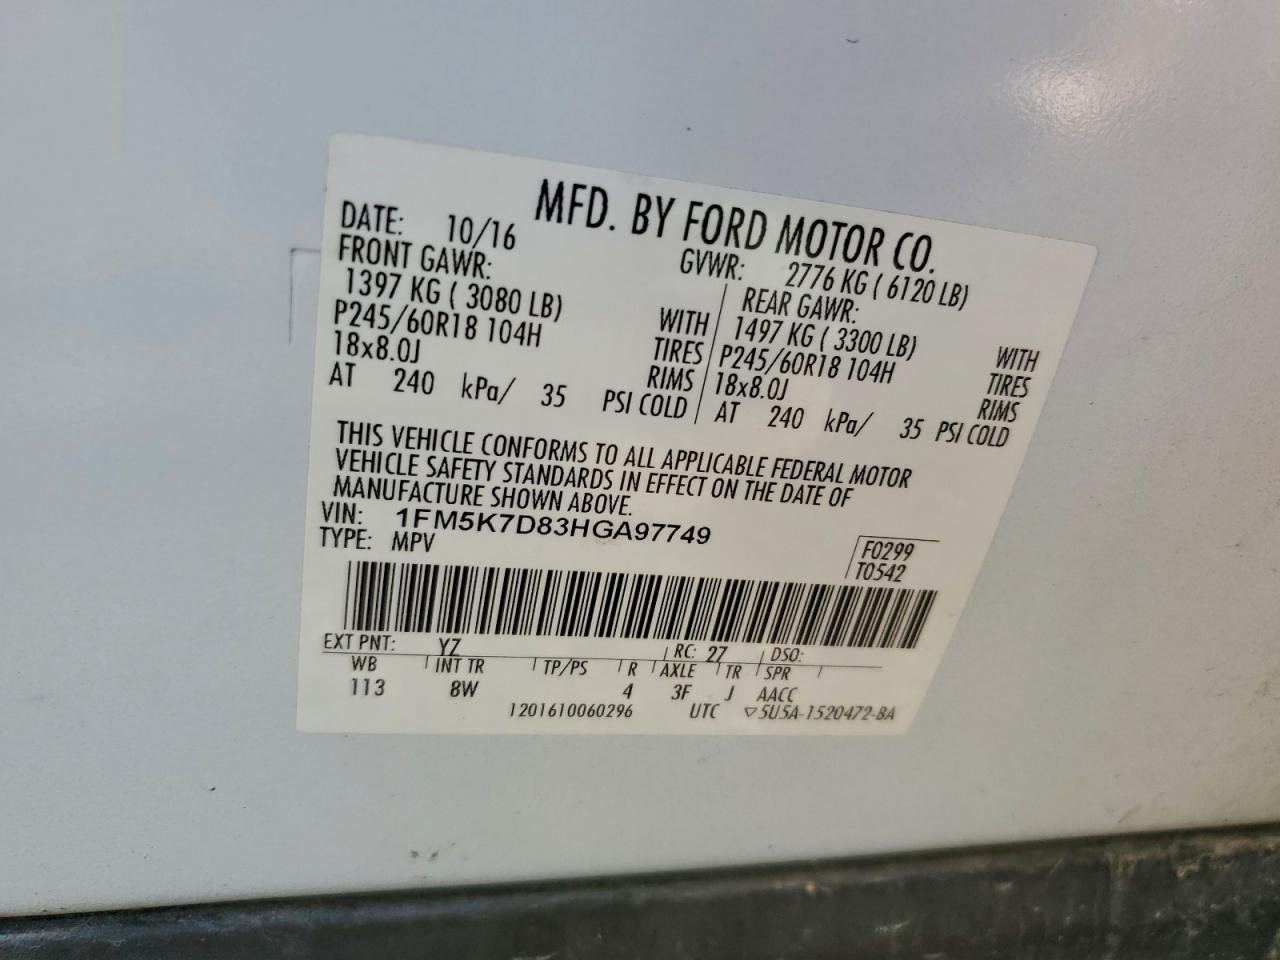 MFD. BY FORD MOTOR CO.
DATE: 10/16 GVWR: 2776 KG ( 6120 LB)
FRONT GAWR: REAR GAWR:
1397 KG ( 3080 LB) WITH 1497 KG ( 3300 LB) WITH
P245/60R18 104H TIRES P245/60R18 104H TIRES
18x8.0J RIMS 18x8.0J RIMS
AT 240 kPa/ 35 PSI COLD AT 240 kPa/ 35 PSI COLD
THIS VEHICLE CONFORMS TO ALL APPLICABLE FEDERAL MOTOR
VEHICLE SAFETY STANDARDS IN EFFECT ON THE DATE OF
MANUFACTURE SHOWN ABOVE.
VIN: 1FM5K7D83HGA97749
TYPE: MPV
F0299
T0542
EXT PNT: YZ RC: 27 DSO:
WB INT TR TP/PS R AXLE TR SPR
113 8W 4 3F J AACC
1201610060296 UTC ▽5U5A-1520472-BA